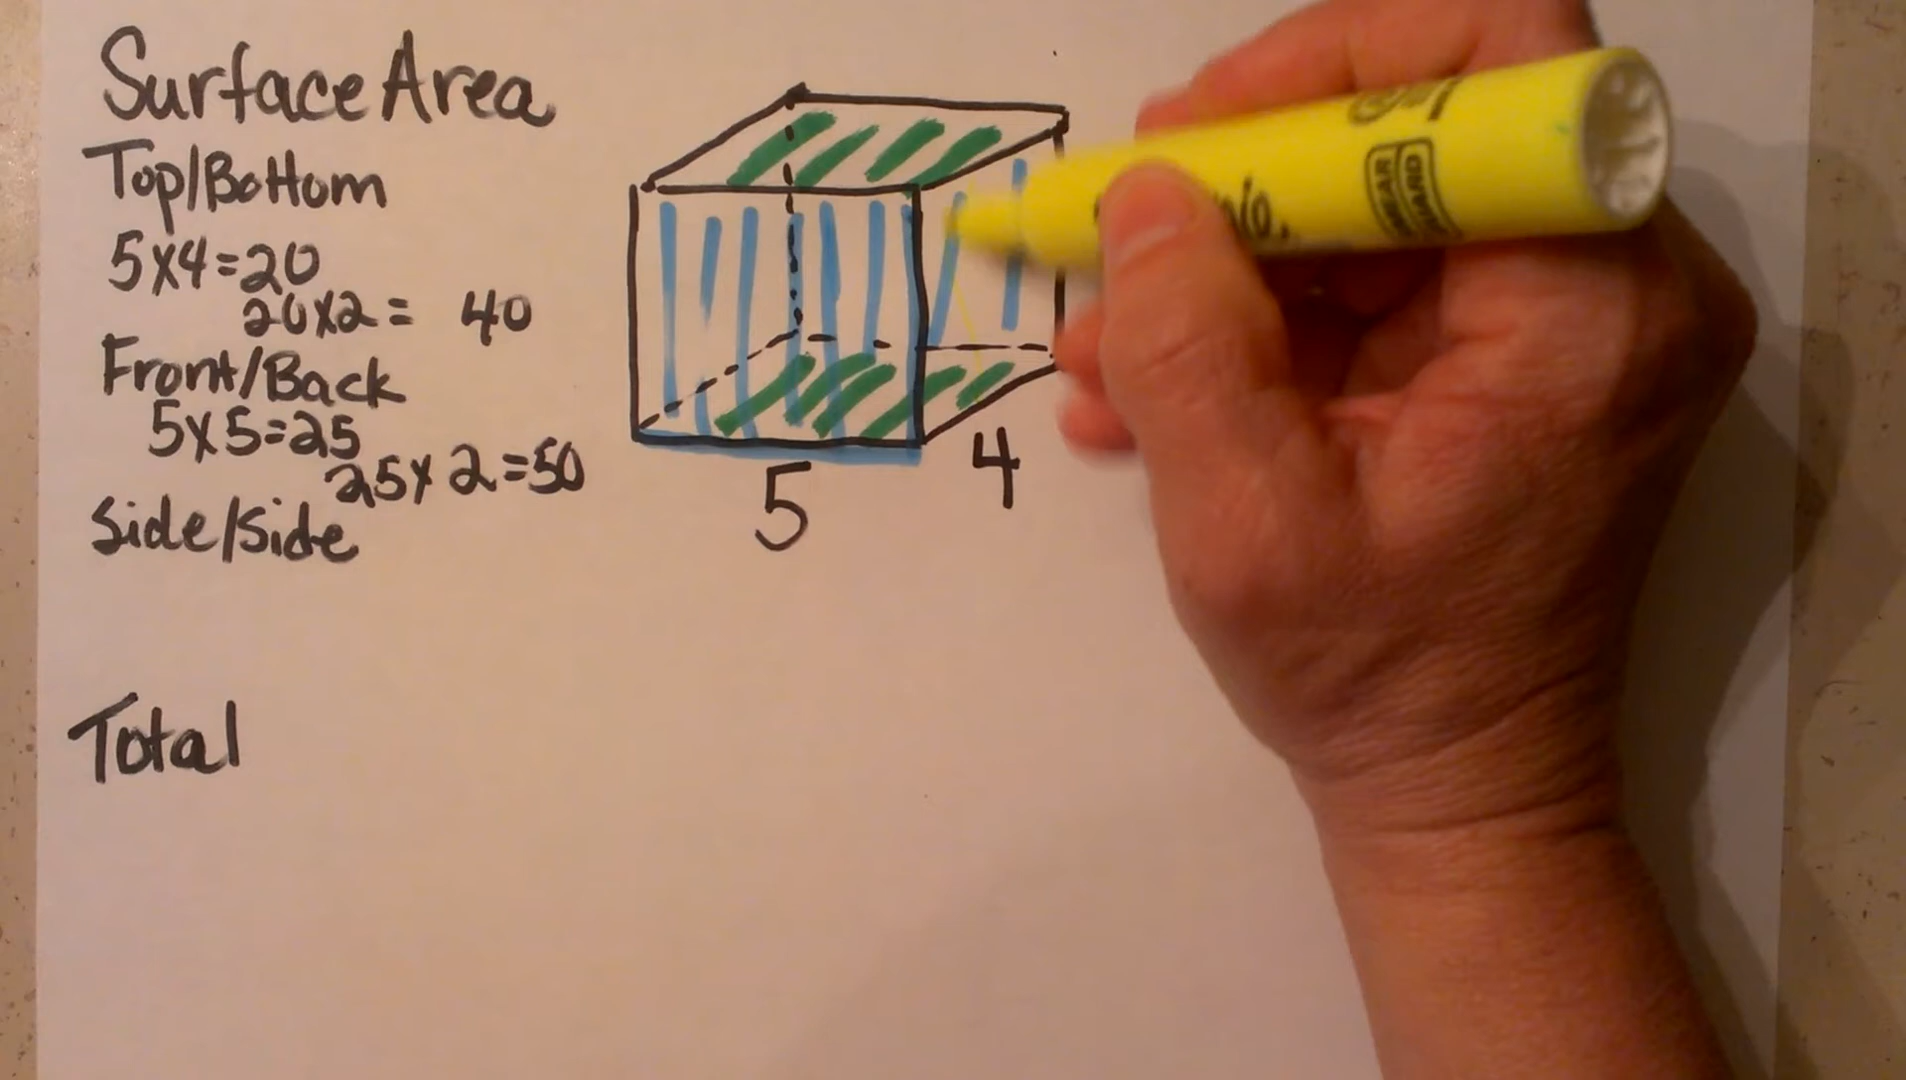 Surface Area
Top/Bottom
5x4=20
20x2= 40
Front/Back
5x5=25
25x2=50
Side/Side
Total
5
4